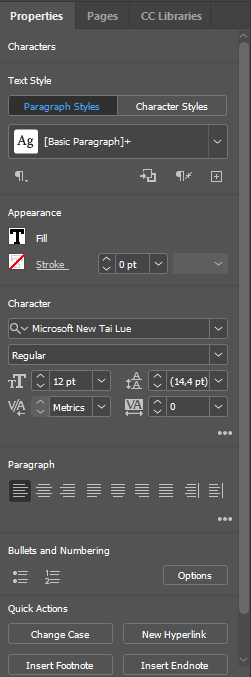 Properties Pages CC Libraries
Characters
Text Style
Paragraph Styles Character Styles
Ag [Basic Paragraph]+
Appearance
Fill
Stroke 0 pt
Character
Microsoft New Tai Lue
Regular
12 pt (14,4 pt)
Metrics 0
Paragraph
Bullets and Numbering
Options
Quick Actions
Change Case New Hyperlink
Insert Footnote Insert Endnote